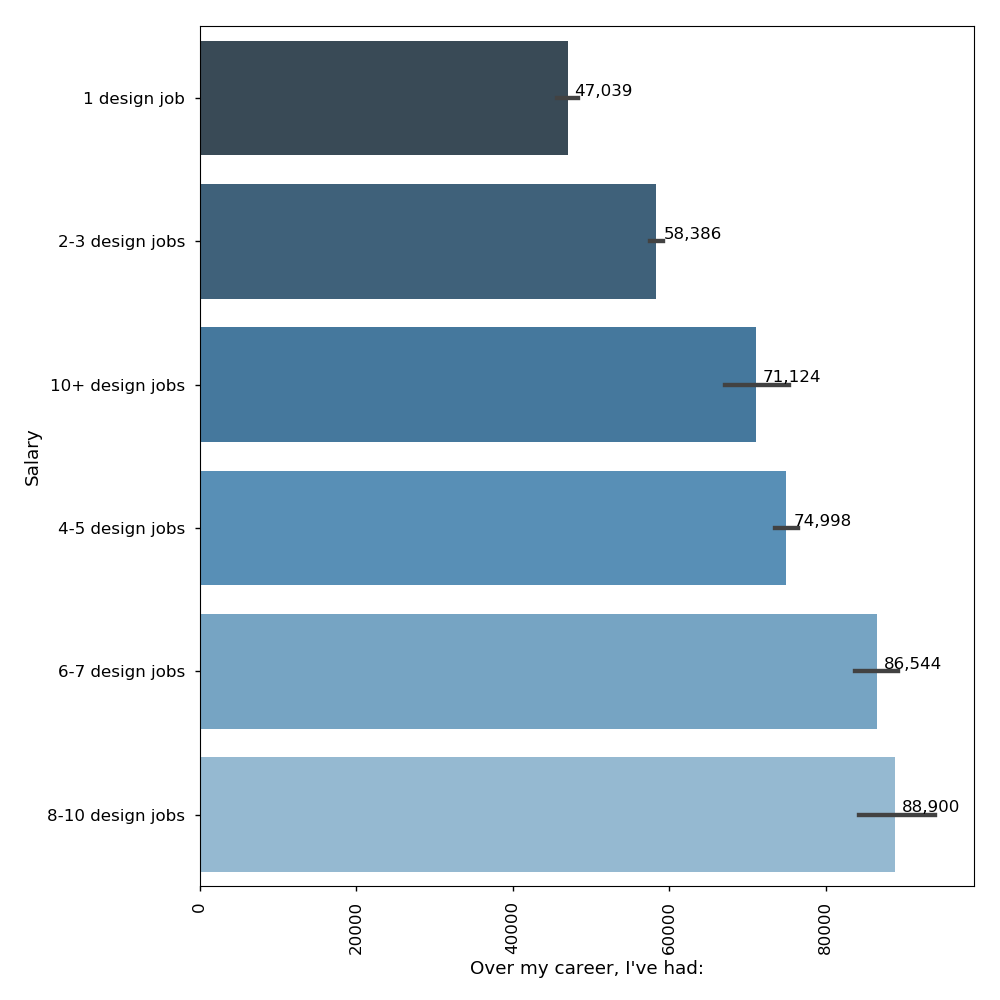 1 design job
47,039
2-3 design jobs
58,386
10+ design jobs
71,124
4-5 design jobs
74,998
6-7 design jobs
86,544
8-10 design jobs
88,900
Salary
0
20000
40000
60000
80000
Over my career, I've had: